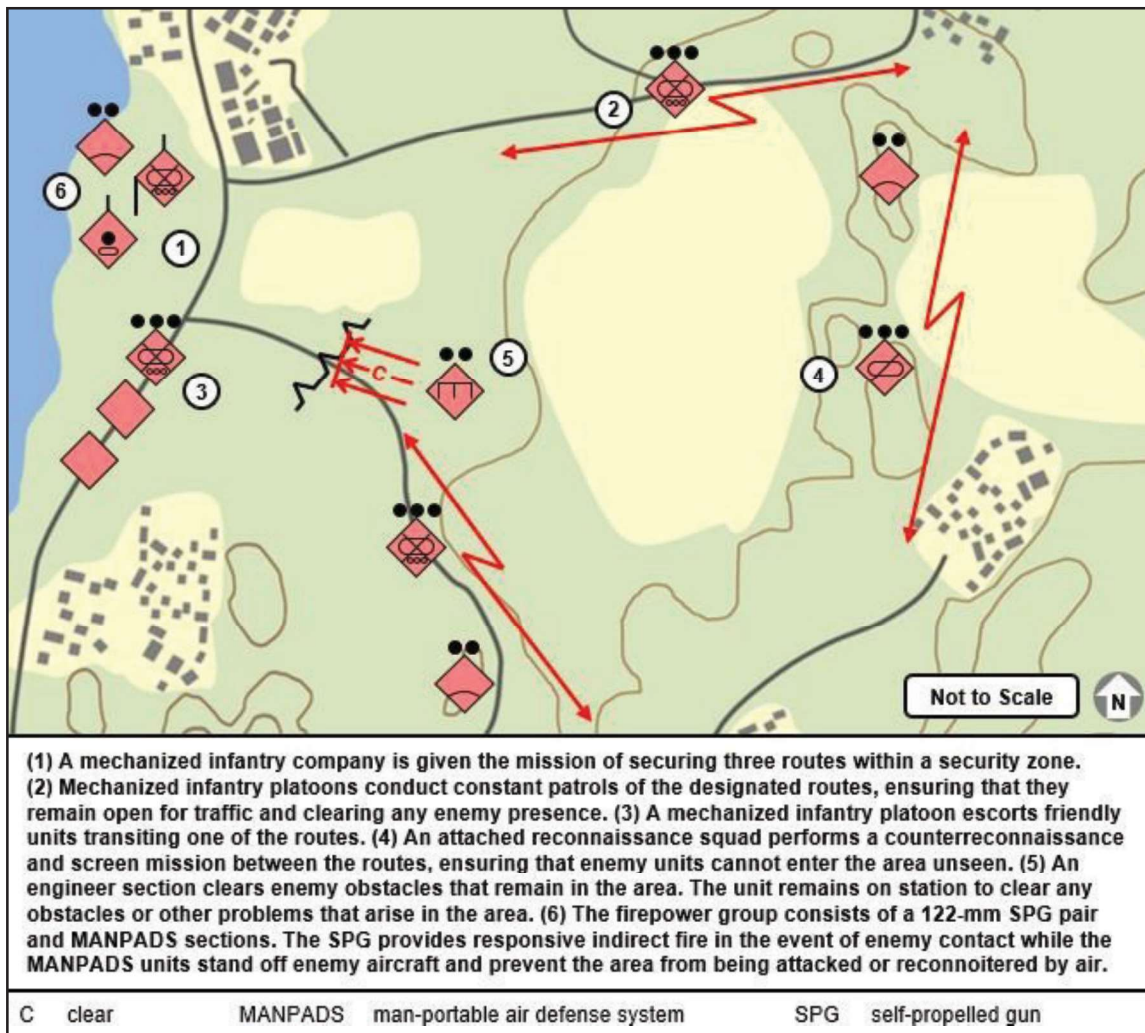 2
6
1
5
3
C
4
Not to Scale
N
(1) A mechanized infantry company is given the mission of securing three routes within a security zone.
(2) Mechanized infantry platoons conduct constant patrols of the designated routes, ensuring that they
remain open for traffic and clearing any enemy presence. (3) A mechanized infantry platoon escorts friendly
units transiting one of the routes. (4) An attached reconnaissance squad performs a counterreconnaissance
and screen mission between the routes, ensuring that enemy units cannot enter the area unseen. (5) An
engineer section clears enemy obstacles that remain in the area. The unit remains on station to clear any
obstacles or other problems that arise in the area. (6) The firepower group consists of a 122-mm SPG pair
and MANPADS sections. The SPG provides responsive indirect fire in the event of enemy contact while the
MANPADS units stand off enemy aircraft and prevent the area from being attacked or reconnoitered by air.
C clear MANPADS man-portable air defense system SPG self-propelled gun